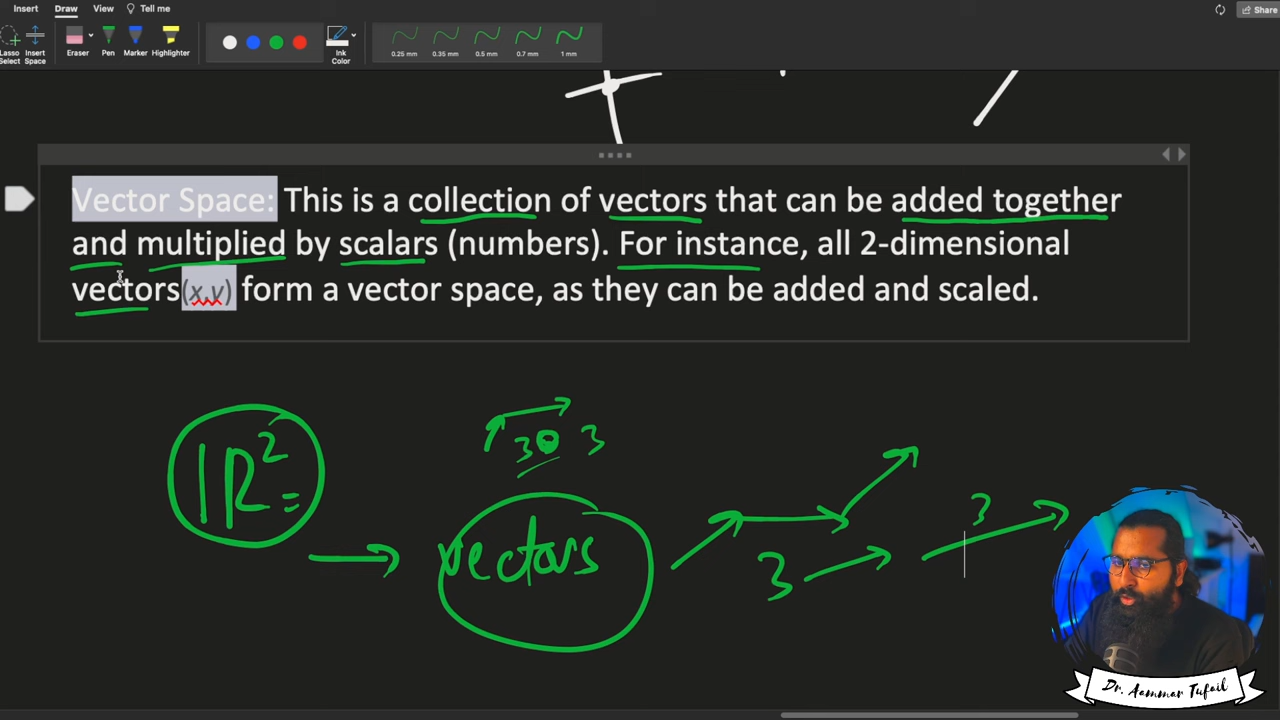 Insert Draw View Tell me
Share
Lasso Select
Insert Space
Eraser
Pen
Marker
Highlighter
Ink Color
0.25 mm
0.35 mm
0.5 mm
0.7 mm
1 mm
Vector Space: This is a collection of vectors that can be added together
and multiplied by scalars (numbers). For instance, all 2-dimensional
vectors(x,y) form a vector space, as they can be added and scaled.
ℝ²
3 3
vectors
3
3
Dr. Aammar Tufail